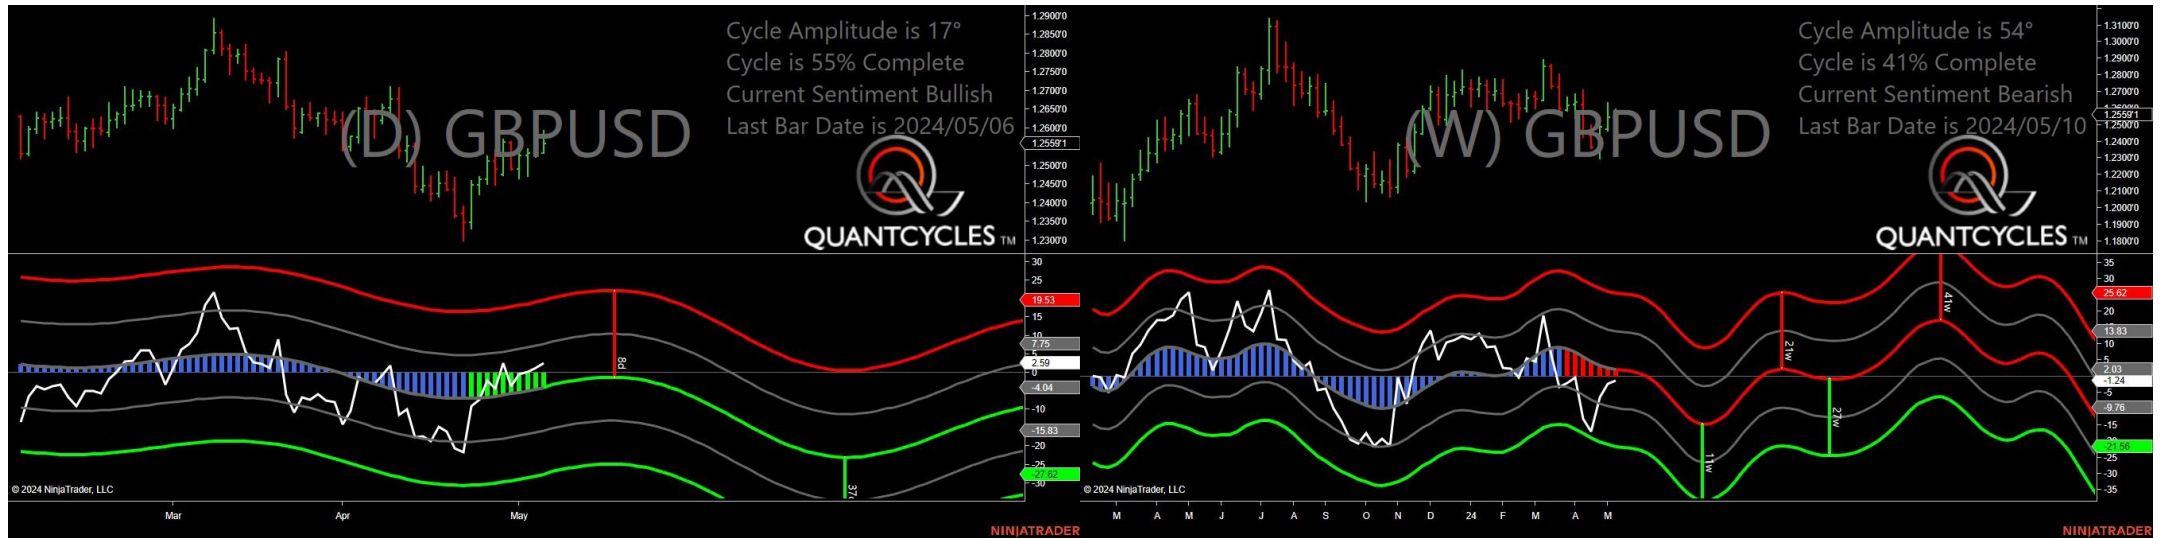 Cycle Amplitude is 17°
Cycle is 55% Complete
Current Sentiment Bullish
Last Bar Date is 2024/05/06
(D) GBPUSD
QUANTCYCLES TM
1.2900'0
1.2850'0
1.2800'0
1.2750'0
1.2700'0
1.2650'0
1.2600'0
1.2559'1
1.2500'0
1.2450'0
1.2400'0
1.2350'0
1.2300'0
30
25
19.53
15
10
7.75
5
2.59
0
-4.04
-10
-15.83
-20
-25
-27.62
-30
8d
© 2024 NinjaTrader, LLC
Mar Apr May
NINJATRADER
Cycle Amplitude is 54°
Cycle is 41% Complete
Current Sentiment Bearish
Last Bar Date is 2024/05/10
(W) GBPUSD
QUANTCYCLES TM
1.3100'0
1.3000'0
1.2900'0
1.2800'0
1.2700'0
1.2559'1
1.2500'0
1.2400'0
1.2300'0
1.2200'0
1.2100'0
1.2000'0
1.1900'0
1.1800'0
35
30
25.62
20
13.83
10
5
2.03
-1.24
-5
-9.76
-15
-21.56
-25
-30
-35
11w
21w
27w
41w
© 2024 NinjaTrader, LLC
M A M J J A S O N D 24 F M A M
NINJATRADER